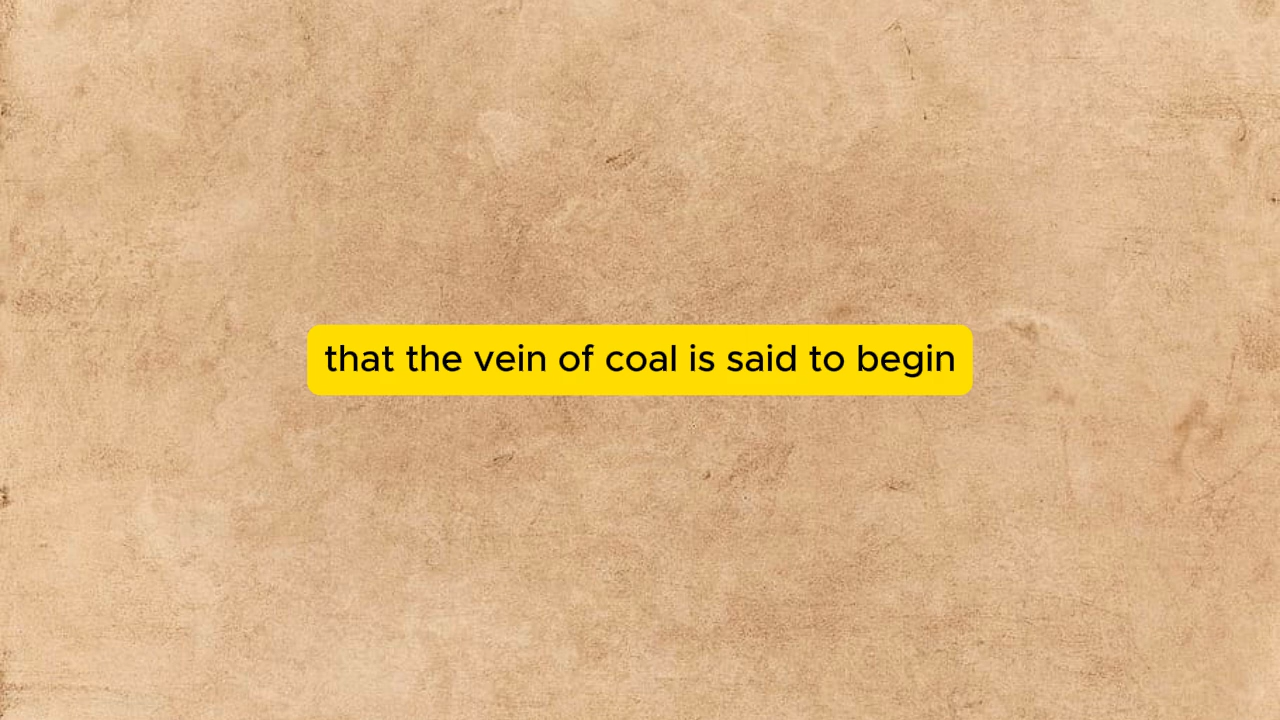 that the vein of coal is said to begin